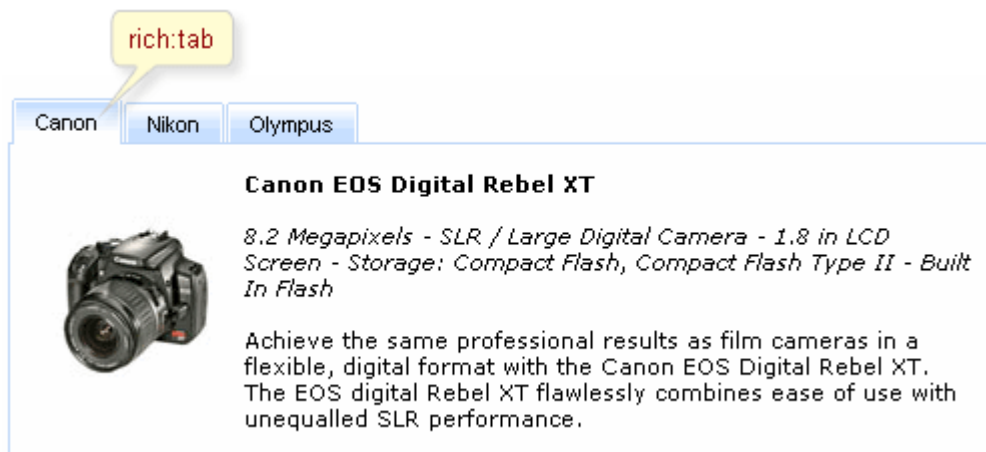 rich:tab
Canon Nikon Olympus
Canon EOS Digital Rebel XT
8.2 Megapixels - SLR / Large Digital Camera - 1.8 in LCD
Screen - Storage: Compact Flash, Compact Flash Type II - Built
In Flash
Achieve the same professional results as film cameras in a
flexible, digital format with the Canon EOS Digital Rebel XT.
The EOS digital Rebel XT flawlessly combines ease of use with
unequalled SLR performance.